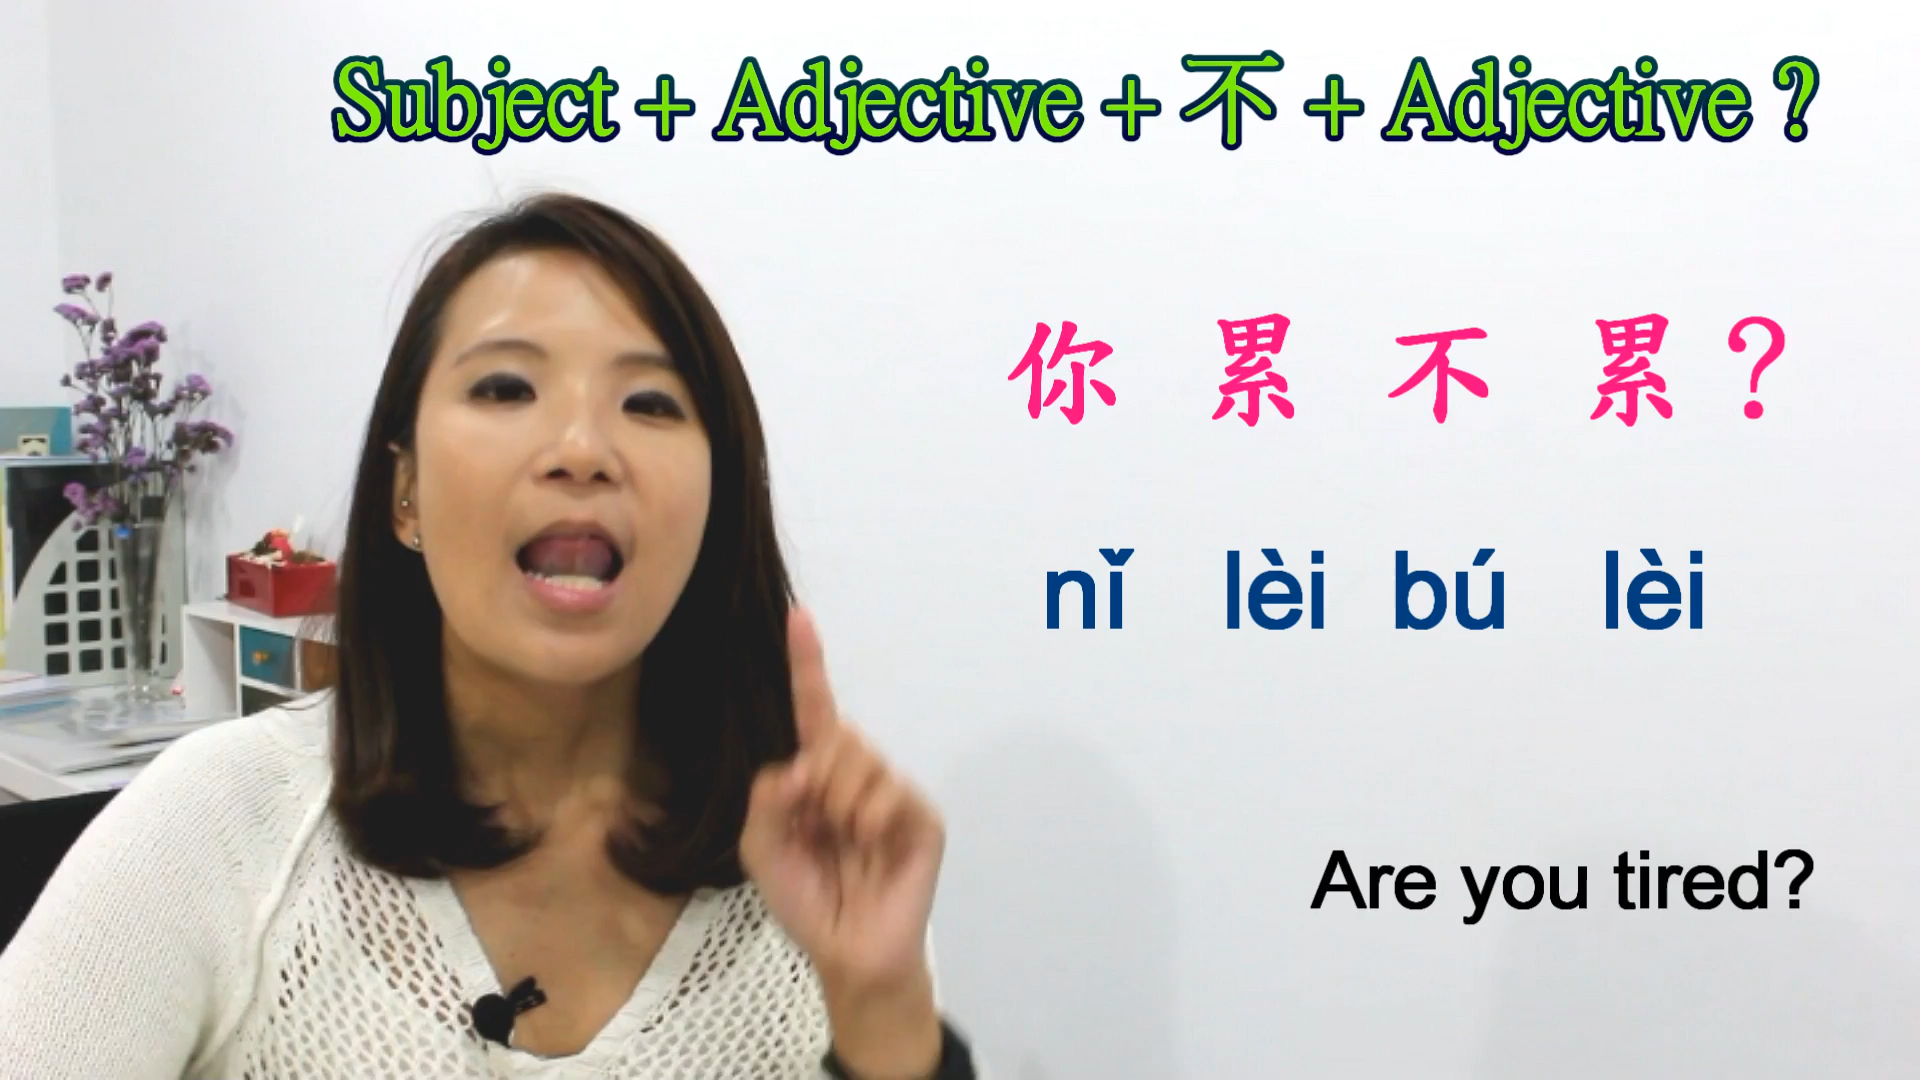 Subject + Adjective + 不 + Adjective ?
你 累 不 累 ?
nǐ lèi bú lèi
Are you tired?